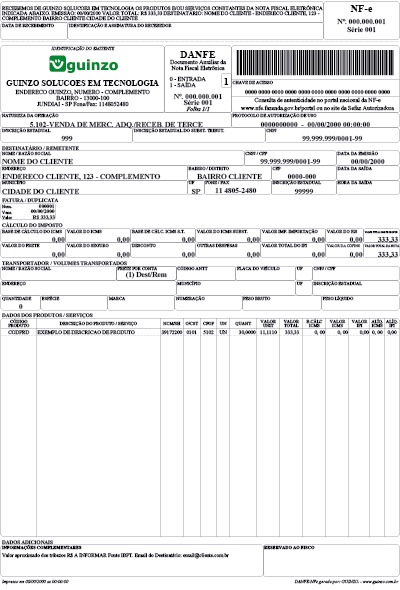 RECEBEMOS DE GUINZO SOLUCOES EM TECNOLOGIA OS PRODUTOS E/OU SERVIÇOS CONSTANTES DA NOTA FISCAL ELETRÔNICA
INDICADA ABAIXO. EMISSÃO: 00/00/2000 VALOR TOTAL: R$ 333,33 DESTINATÁRIO: NOME DO CLIENTE - ENDERECO CLIENTE, 123 -
COMPLEMENTO BAIRRO CLIENTE CIDADE DO CLIENTE
DATA DE RECEBIMENTO IDENTIFICAÇÃO E ASSINATURA DO RECEBEDOR
NF-e
Nº. 000.000.001
Série 001
IDENTIFICAÇÃO DO EMITENTE
guinzo
GUINZO SOLUCOES EM TECNOLOGIA
ENDERECO GUINZO, NUMERO - COMPLEMENTO
BAIRRO - 13000-100
JUNDIAI - SP Fone/Fax: 1148052480
DANFE
Documento Auxiliar da
Nota Fiscal Eletrônica
0 - ENTRADA
1 - SAÍDA
1
Nº. 000.000.001
Série 001
Folha 1/1
CHAVE DE ACESSO
0000 0000 0000 0000 0000 0000 0000 0000 0000 0000 0000
Consulta de autenticidade no portal nacional da NF-e
www.nfe.fazenda.gov.br/portal ou no site da Sefaz Autorizadora
NATUREZA DA OPERAÇÃO PROTOCOLO DE AUTORIZAÇÃO DE USO
5.102-VENDA DE MERC. ADQ./RECEB. DE TERCE 0000000000 - 00/00/2000 00:00:00
INSCRIÇÃO ESTADUAL INSCRIÇÃO ESTADUAL DO SUBST. TRIBUT. CNPJ
999 99.999.999/0001-99
DESTINATÁRIO / REMETENTE
NOME / RAZÃO SOCIAL CNPJ / CPF DATA DA EMISSÃO
NOME DO CLIENTE 99.999.999/0001-99 00/00/2000
ENDEREÇO BAIRRO / DISTRITO CEP DATA DA SAÍDA
ENDERECO CLIENTE, 123 - COMPLEMENTO BAIRRO CLIENTE 0000-000
MUNICÍPIO UF FONE / FAX INSCRIÇÃO ESTADUAL HORA DA SAÍDA
CIDADE DO CLIENTE SP 11 4805-2480 99999
FATURA / DUPLICATA
Num. 000001
Venc. 00/00/2000
Valor R$ 333,33
CÁLCULO DO IMPOSTO
BASE DE CÁLCULO DO ICMS VALOR DO ICMS BASE DE CÁLC. ICMS S.T. VALOR DO ICMS SUBST. VALOR IMP. IMPORTAÇÃO VALOR DO PIS
0,00 0,00 0,00 0,00 0,00 0,00 333,33
VALOR DO FRETE VALOR DO SEGURO DESCONTO OUTRAS DESPESAS VALOR TOTAL DO IPI VALOR DA COFINS
0,00 0,00 0,00 0,00 0,00 0,00 333,33
TRANSPORTADOR / VOLUMES TRANSPORTADOS
NOME / RAZÃO SOCIAL FRETE POR CONTA CÓDIGO ANTT PLACA DO VEÍCULO UF CNPJ / CPF
(1) Dest/Rem
ENDEREÇO MUNICÍPIO UF INSCRIÇÃO ESTADUAL
QUANTIDADE ESPÉCIE MARCA NUMERAÇÃO PESO BRUTO PESO LÍQUIDO
0
DADOS DOS PRODUTOS / SERVIÇOS
CÓDIGO PRODUTO DESCRIÇÃO DO PRODUTO / SERVIÇO NCM/SH O/CST CFOP UN QUANT VALOR UNIT VALOR TOTAL B.CÁLC ICMS VALOR ICMS VALOR IPI ALÍQ. ICMS ALÍQ. IPI
CODPRD EXEMPLO DE DESCRICAO DE PRODUTO 39172300 0101 5102 UN 30,0000 11,1110 333,33 0,00 0,00 0,00 0,00 0,00
DADOS ADICIONAIS
INFORMAÇÕES COMPLEMENTARES RESERVADO AO FISCO
Valor aproximado dos tributos R$ A INFORMAR Fonte IBPT. Email do Destinatário: email@cliente.com.br
Impresso em 00/00/2000 as 00:00:00 DANFE/NFe gerado por: GUINZO. - www.guinzo.com.br